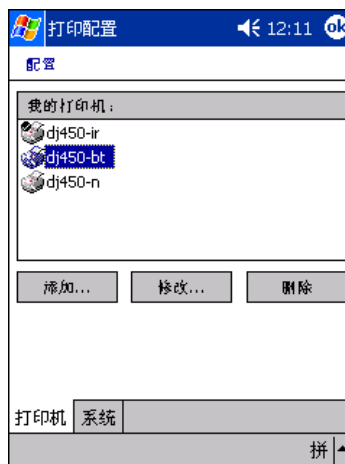 打印配置 12:11 ok
配置
我的打印机：
dj450-ir
dj450-bt
dj450-n
添加... 修改... 删除
打印机 系统
拼